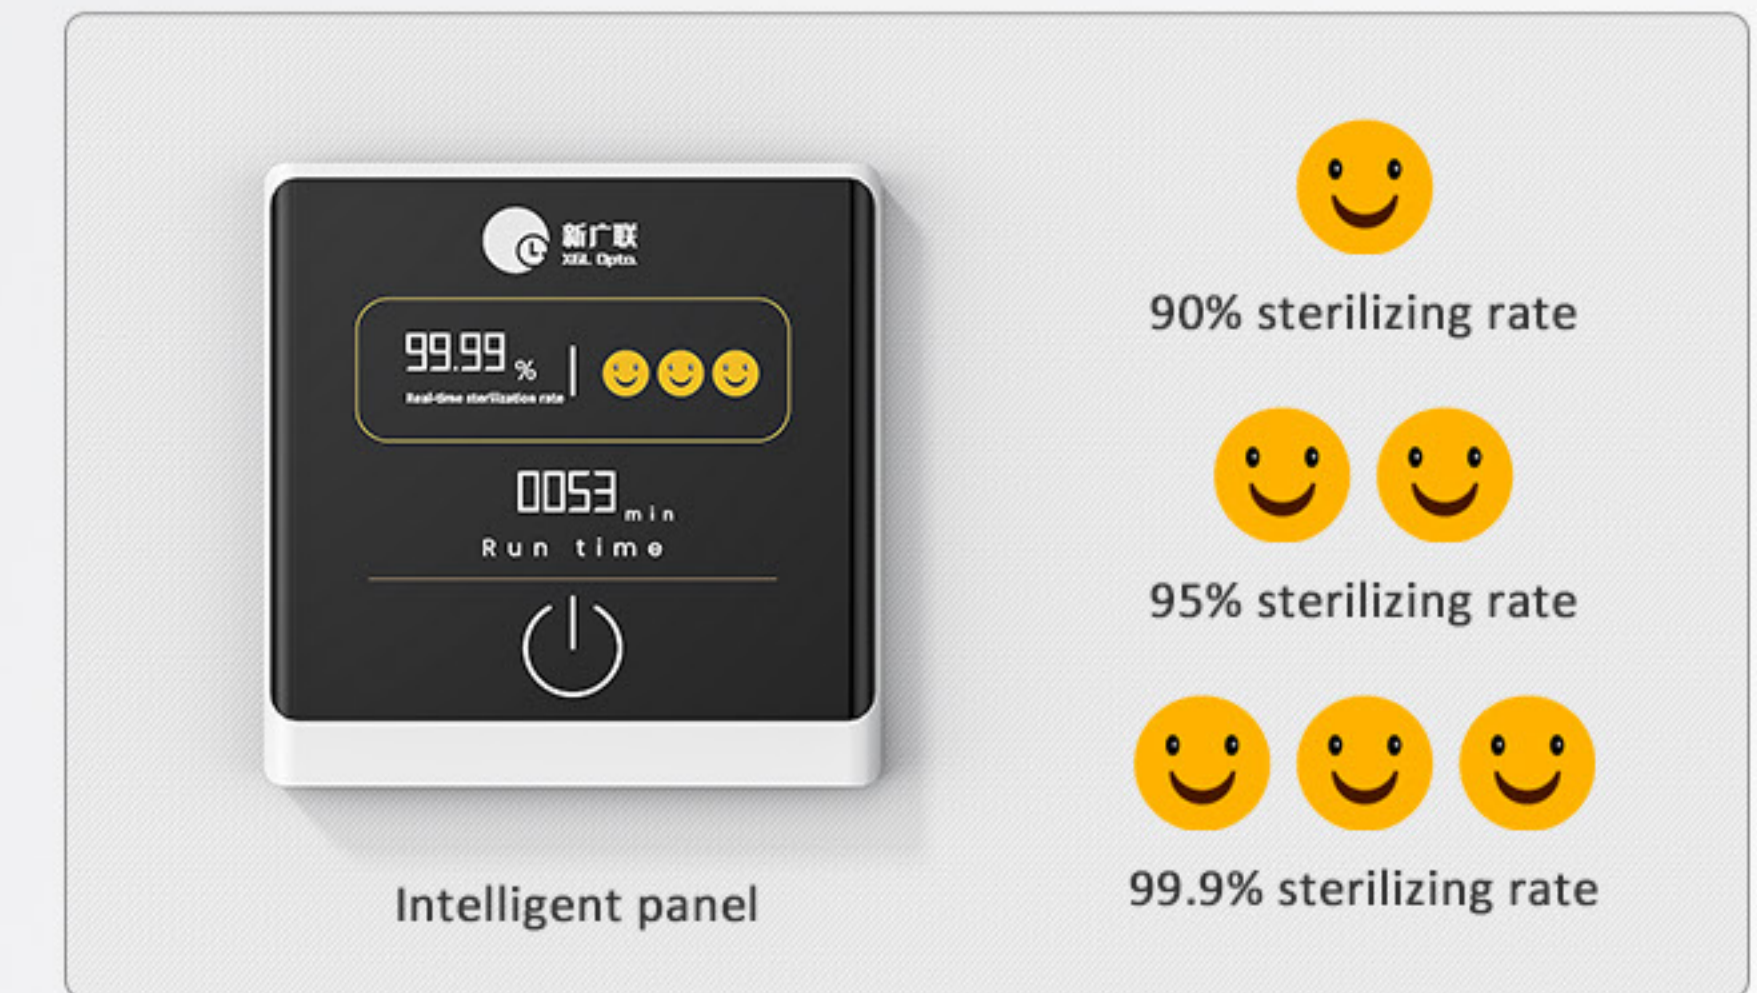 新广联
XGL Opto.
99.99 %
Real-time sterilization rate
0053 min
Run time
Intelligent panel
90% sterilizing rate
95% sterilizing rate
99.9% sterilizing rate